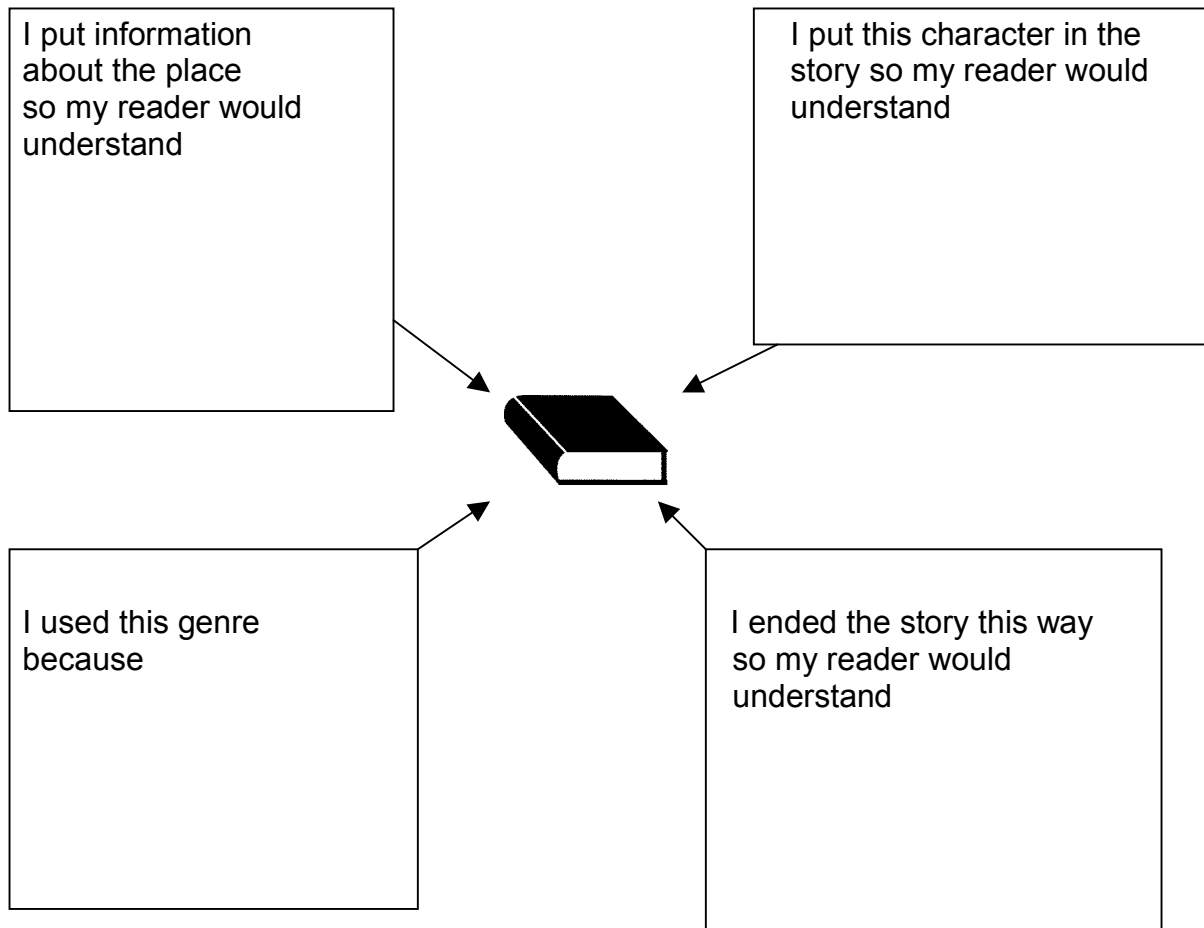 I put information
about the place
so my reader would
understand
I put this character in the
story so my reader would
understand
I used this genre
because
I ended the story this way
so my reader would
understand